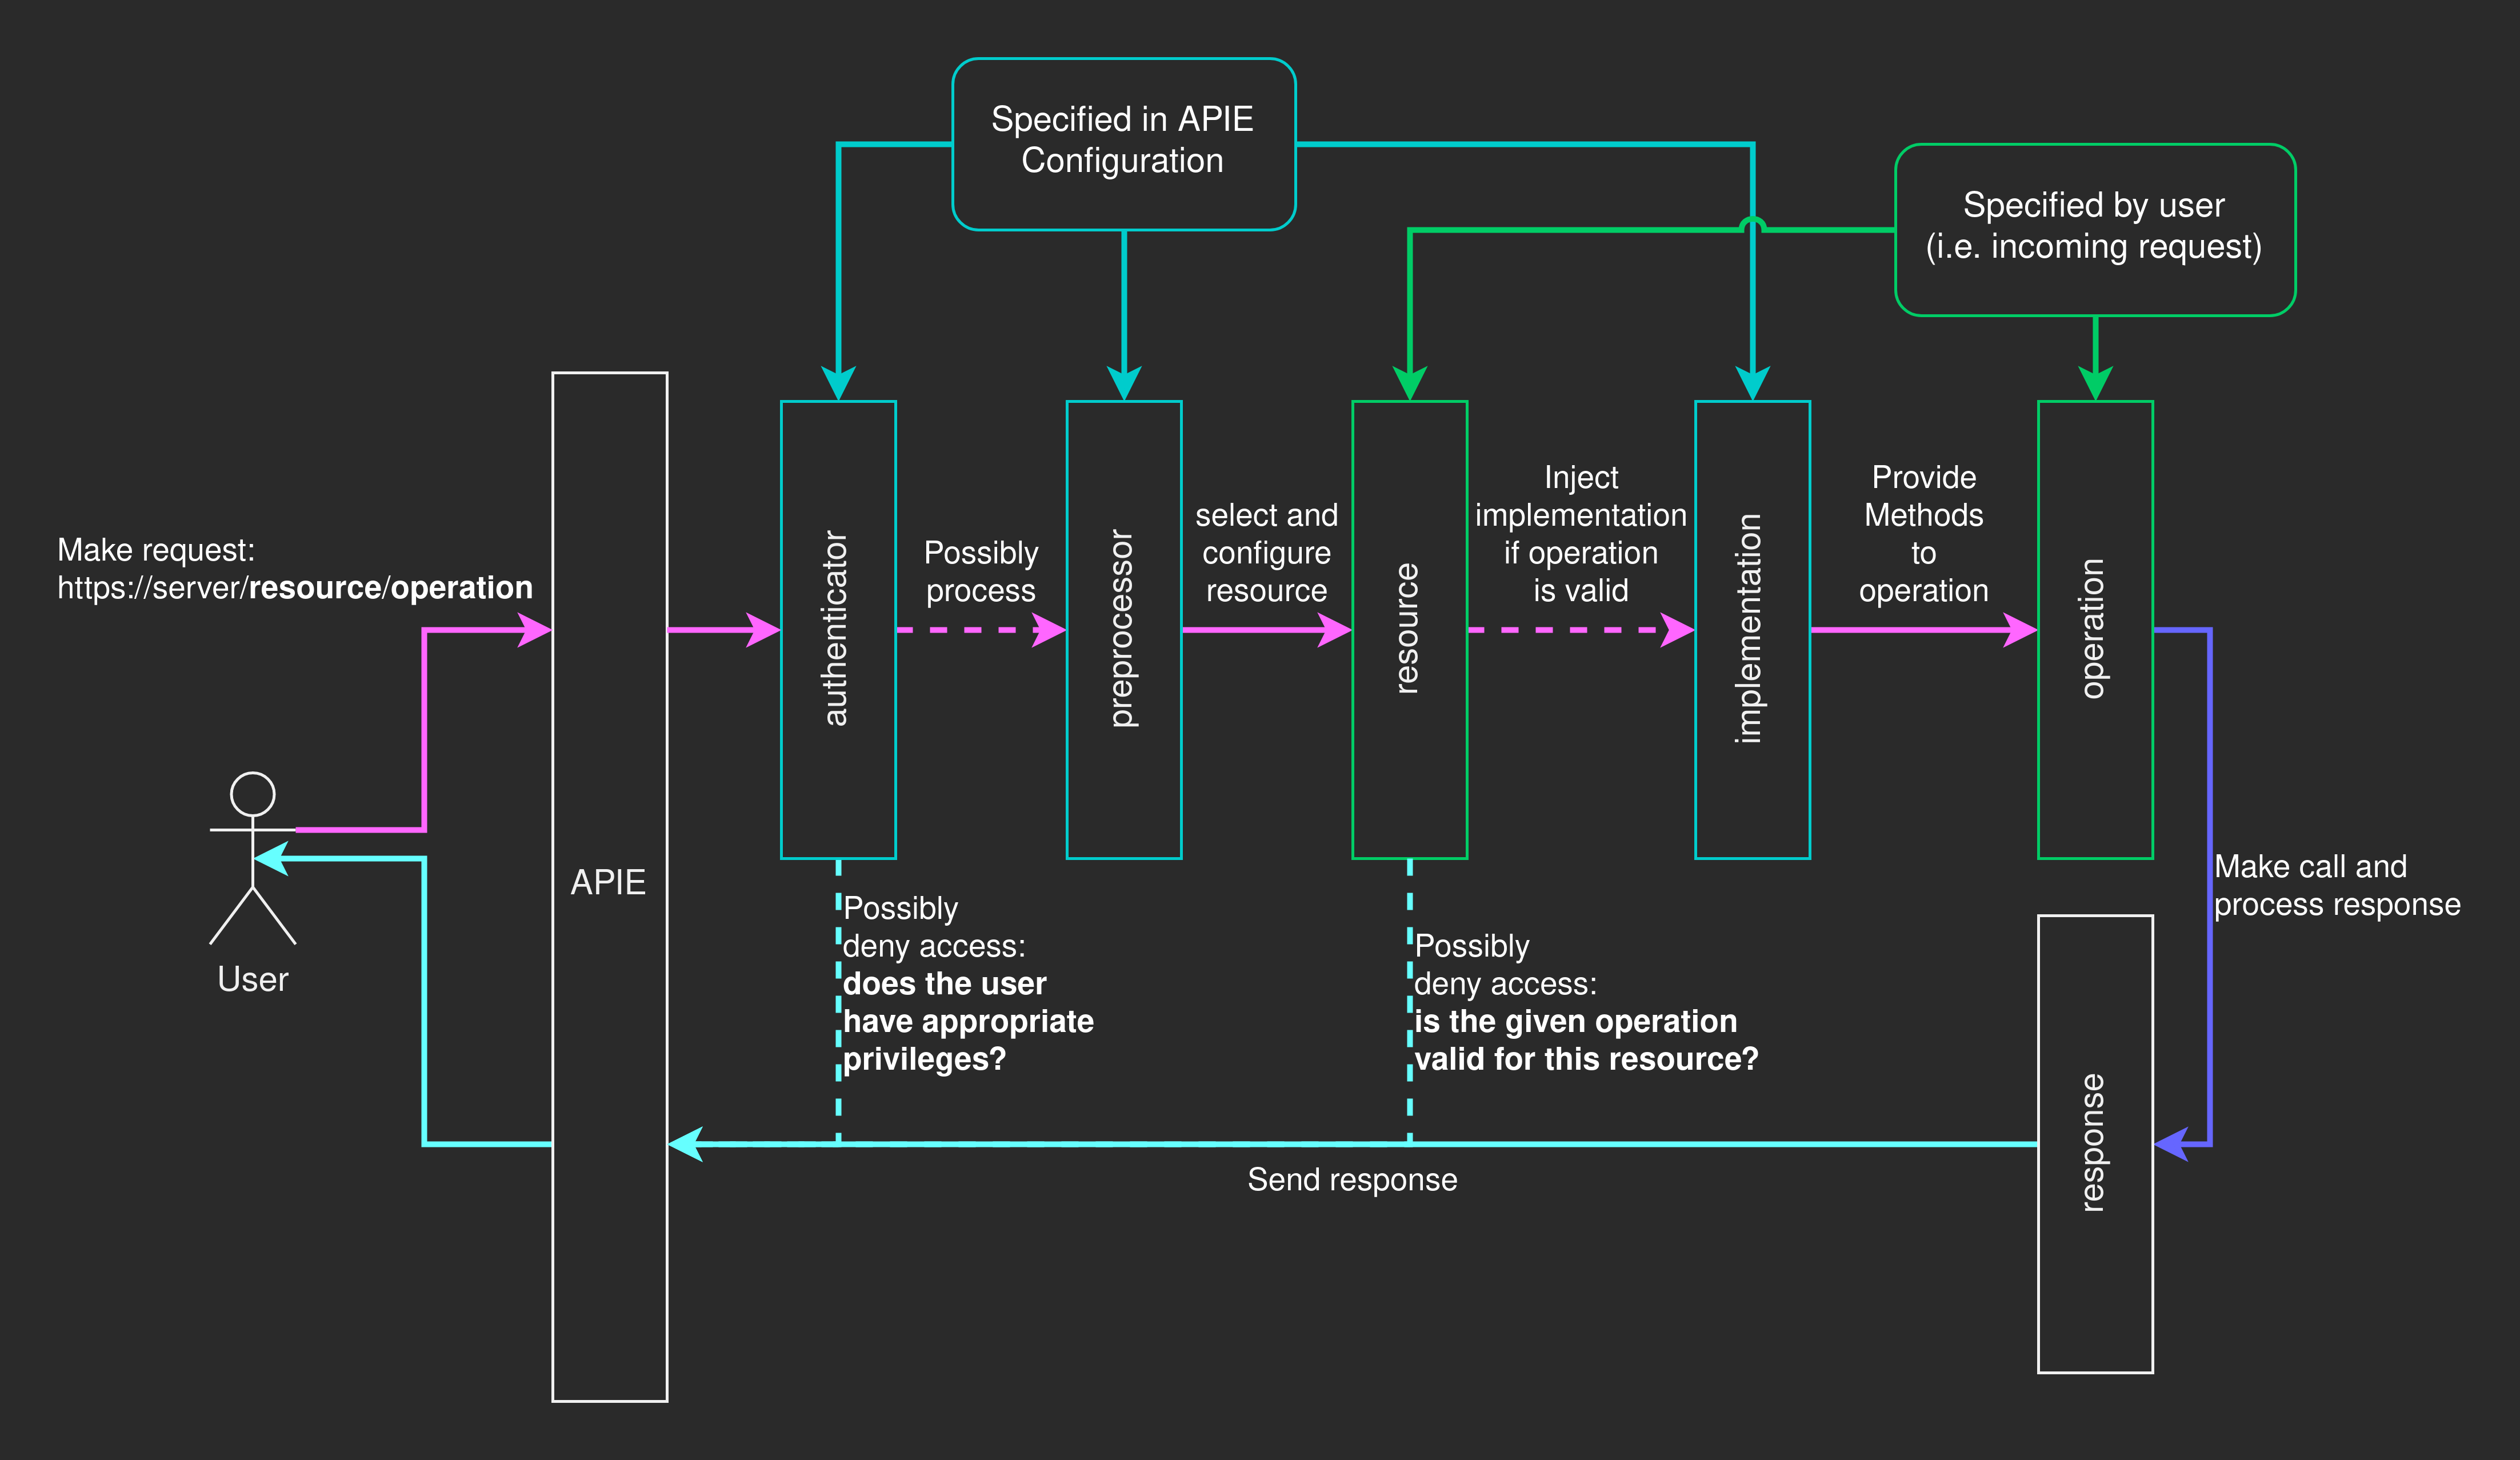 Specified in APIE
Configuration
Specified by user
(i.e. incoming request)
Make request:
https://server/resource/operation
User
APIE
authenticator
Possibly
process
preprocessor
select and
configure
resource
resource
Inject
implementation
if operation
is valid
implementation
Provide
Methods
to
operation
operation
Make call and
process response
Possibly
deny access:
does the user
have appropriate
privileges?
Possibly
deny access:
is the given operation
valid for this resource?
response
Send response